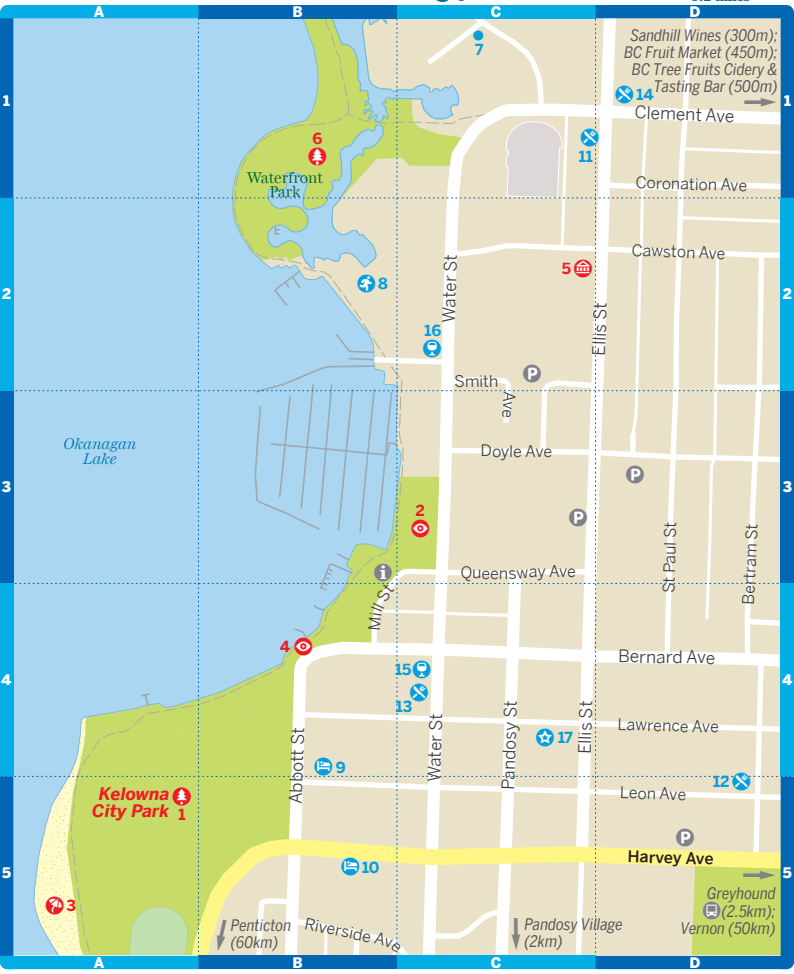 A B C D
1
Sandhill Wines (300m);
BC Fruit Market (450m);
BC Tree Fruits Cidery &
Tasting Bar (500m)
7
14
1
Clement Ave
6
11
Waterfront
Park
Coronation Ave
Cawston Ave
5
2
8
Water St
Ellis St
2
16
Smith
Ave
P
Okanagan
Lake
Doyle Ave
P
3
2
P
St Paul St
Bertram St
3
i
Queensway Ave
Mill St
4
Bernard Ave
4
15
13
4
Lawrence Ave
Abbott St
Water St
Pandosy St
Ellis St
17
9
12
Kelowna
City Park
1
Leon Ave
P
Harvey Ave
5
10
5
3
Greyhound
(2.5km);
Vernon (50km)
Penticton
(60km)
Riverside Ave
Pandosy Village
(2km)
A B C D